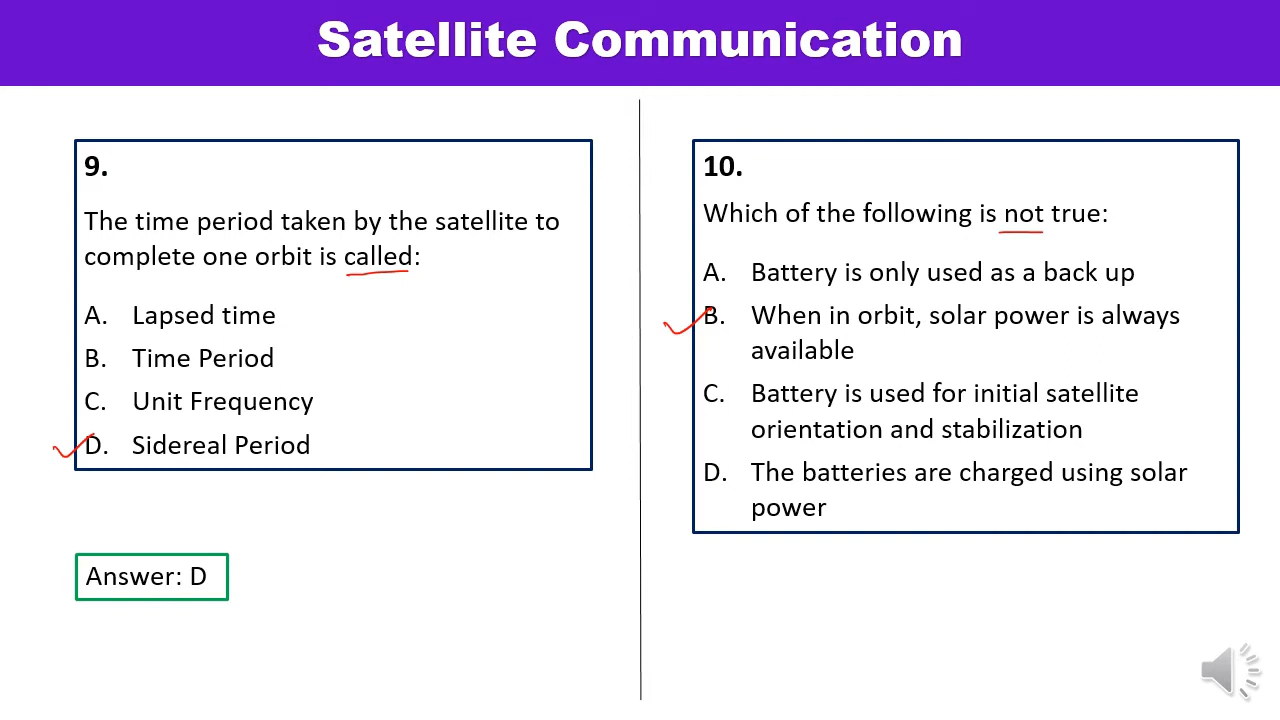 Satellite Communication
9.
The time period taken by the satellite to
complete one orbit is called:
A. Lapsed time
B. Time Period
C. Unit Frequency
D. Sidereal Period
Answer: D
10.
Which of the following is not true:
A. Battery is only used as a back up
B. When in orbit, solar power is always
available
C. Battery is used for initial satellite
orientation and stabilization
D. The batteries are charged using solar
power